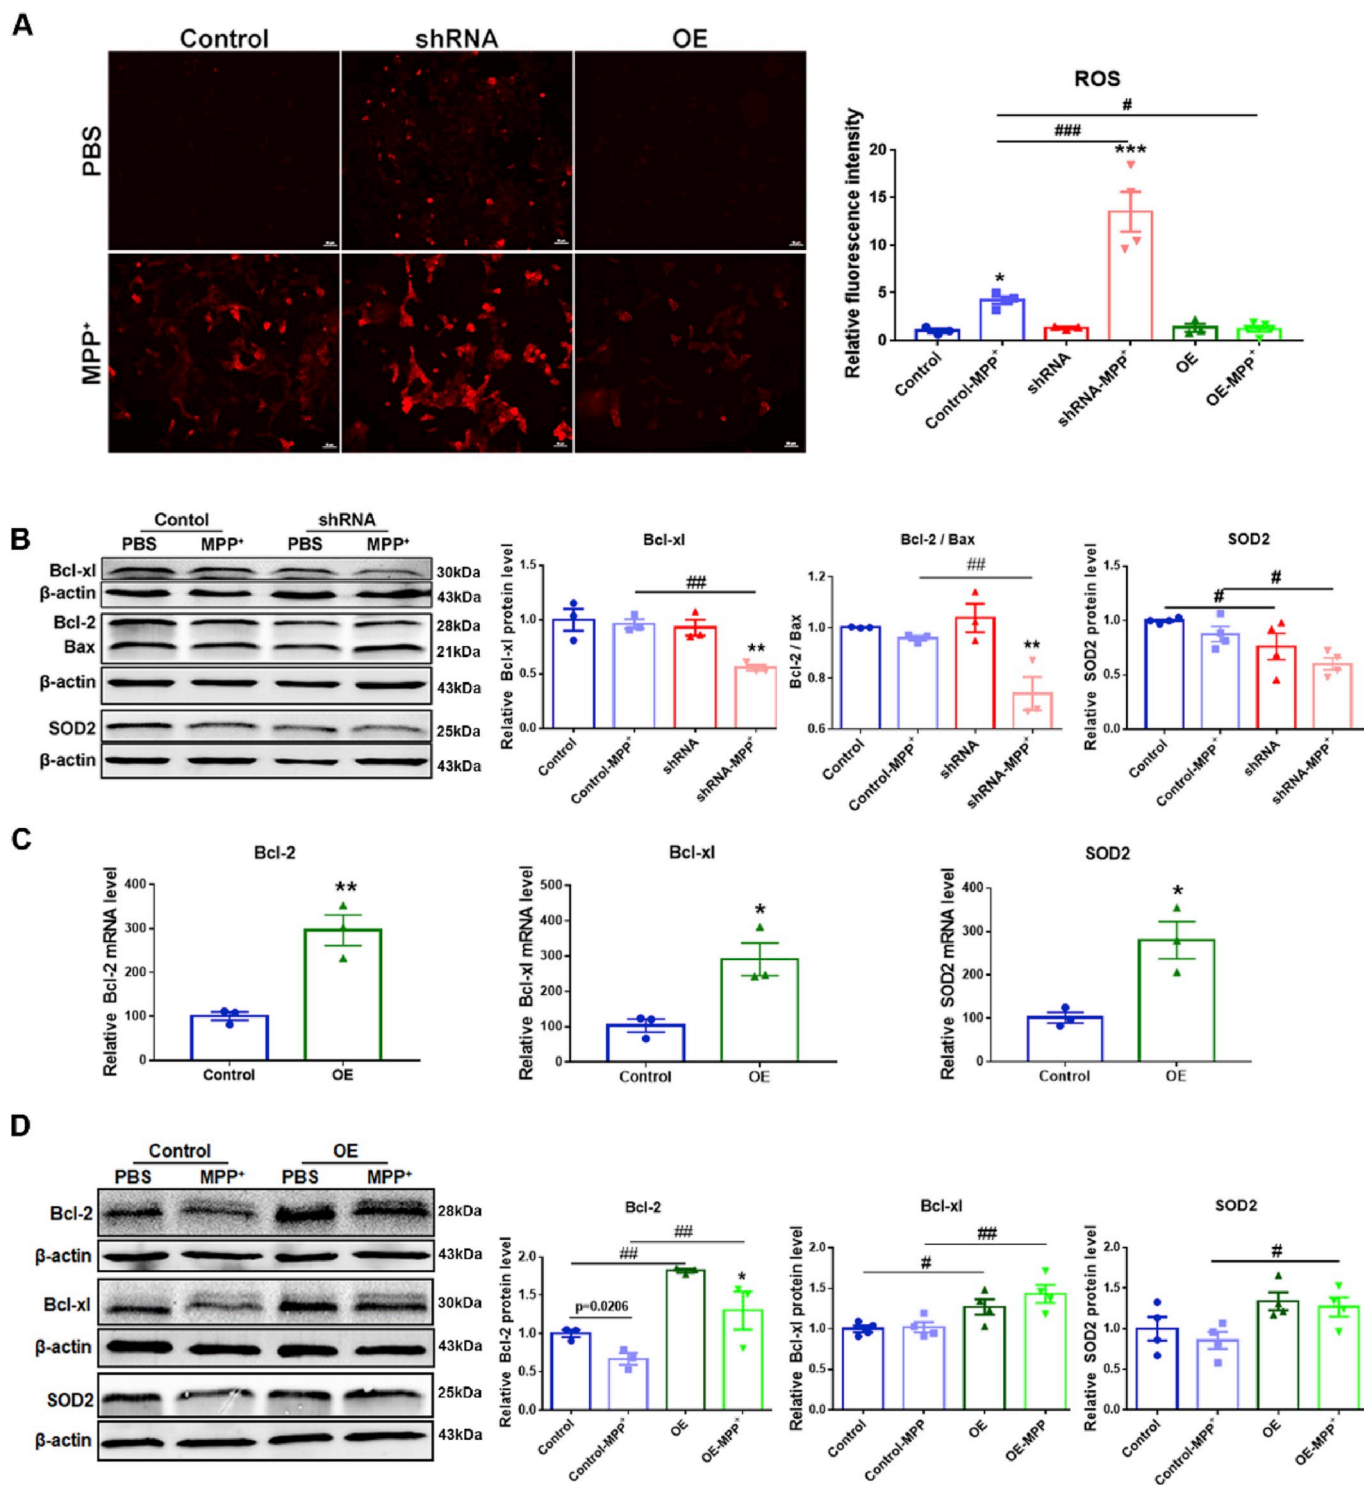 A
Control shRNA OE
PBS
MPP⁺
ROS
#
###
***
*
Relative fluorescence intensity
20
15
10
5
0
Control
Control-MPP⁺
shRNA
shRNA-MPP⁺
OE
OE-MPP⁺
B
Contol shRNA
PBS MPP⁺ PBS MPP⁺
Bcl-xl 30kDa
β-actin 43kDa
Bcl-2 28kDa
Bax 21kDa
β-actin 43kDa
SOD2 25kDa
β-actin 43kDa
Bcl-xl
Relative Bcl-xl protein level
1.5
1.0
0.5
0.0
##
**
Control
Control-MPP⁺
shRNA
shRNA-MPP⁺
Bcl-2 / Bax
Bcl-2 / Bax
1.2
1.0
0.8
0.6
##
**
Control
Control-MPP⁺
shRNA
shRNA-MPP⁺
SOD2
Relative SOD2 protein level
1.5
1.0
0.5
0.0
#
#
Control
Control-MPP⁺
shRNA
shRNA-MPP⁺
C
Bcl-2
Relative Bcl-2 mRNA level
400
300
200
100
0
**
Control OE
Bcl-xl
Relative Bcl-xl mRNA level
500
400
300
200
100
0
*
Control OE
SOD2
Relative SOD2 mRNA level
400
300
200
100
0
*
Control OE
D
Control OE
PBS MPP⁺ PBS MPP⁺
Bcl-2 28kDa
β-actin 43kDa
Bcl-xl 30kDa
β-actin 43kDa
SOD2 25kDa
β-actin 43kDa
Bcl-2
Relative Bcl-2 protein level
2.0
1.5
1.0
0.5
0.0
##
##
p=0.0206
*
Control
Control-MPP⁺
OE
OE-MPP⁺
Bcl-xl
Relative Bcl-xl protein level
2.0
1.5
1.0
0.5
0.0
##
#
Control
Control-MPP
OE
OE-MPP
SOD2
Relative SOD2 protein level
2.0
1.5
1.0
0.5
0.0
#
Control
Control-MPP⁺
OE
OE-MPP⁺